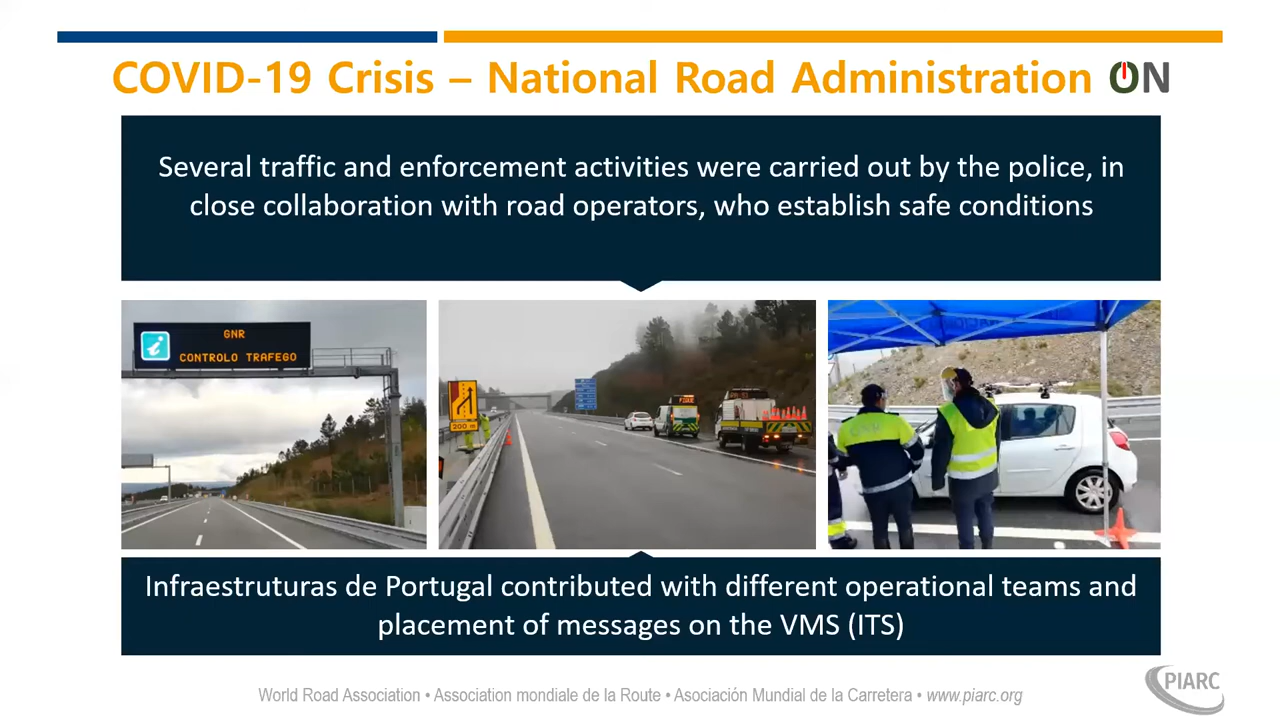 COVID-19 Crisis – National Road Administration ON
Several traffic and enforcement activities were carried out by the police, in
close collaboration with road operators, who establish safe conditions
GNR
CONTROLO TRAFEGO
200 m
Infraestruturas de Portugal contributed with different operational teams and
placement of messages on the VMS (ITS)
World Road Association • Association mondiale de la Route • Asociación Mundial de la Carretera • www.piarc.org
PIARC